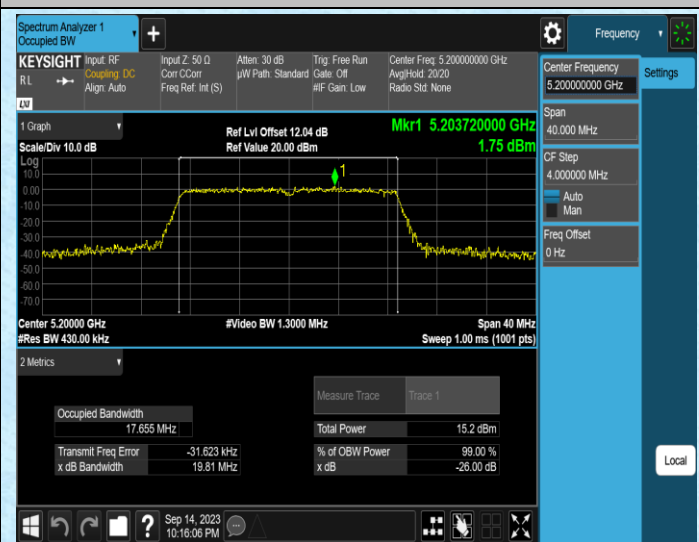 Spectrum Analyzer 1
Occupied BW
+
Frequency
KEYSIGHT
RL
LXI
Input: RF
Coupling: DC
Align: Auto
Input Z: 50 Ω
Corr CCorr
Freq Ref: Int (S)
Atten: 30 dB
µW Path: Standard
Trig: Free Run
Gate: Off
#IF Gain: Low
Center Freq: 5.200000000 GHz
Avg|Hold: 20/20
Radio Std: None
Center Frequency
5.200000000 GHz
Settings
Span
40.000 MHz
CF Step
4.000000 MHz
Auto
Man
Freq Offset
0 Hz
1 Graph
Scale/Div 10.0 dB
Ref Lvl Offset 12.04 dB
Ref Value 20.00 dBm
Mkr1 5.203720000 GHz
1.75 dBm
Log
10.0
0.00
-10.0
-20.0
-30.0
-40.0
-50.0
-60.0
-70.0
1
Center 5.20000 GHz
#Res BW 430.00 kHz
#Video BW 1.3000 MHz
Span 40 MHz
Sweep 1.00 ms (1001 pts)
2 Metrics
Measure Trace Trace 1
Occupied Bandwidth
17.655 MHz
Total Power 15.2 dBm
Transmit Freq Error -31.623 kHz
% of OBW Power 99.00 %
x dB Bandwidth 19.81 MHz
x dB -26.00 dB
Local
?
Sep 14, 2023
10:16:06 PM